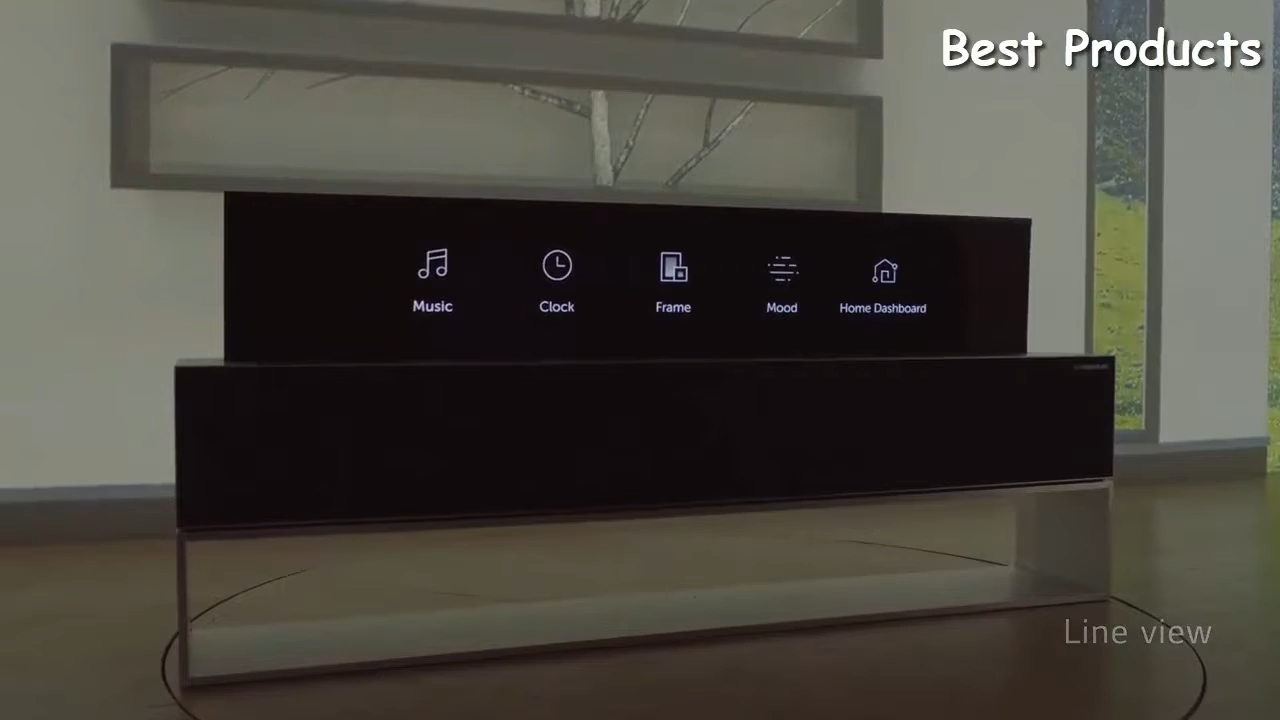 Best Products
Music
Clock
Frame
Mood
Home Dashboard
Line view